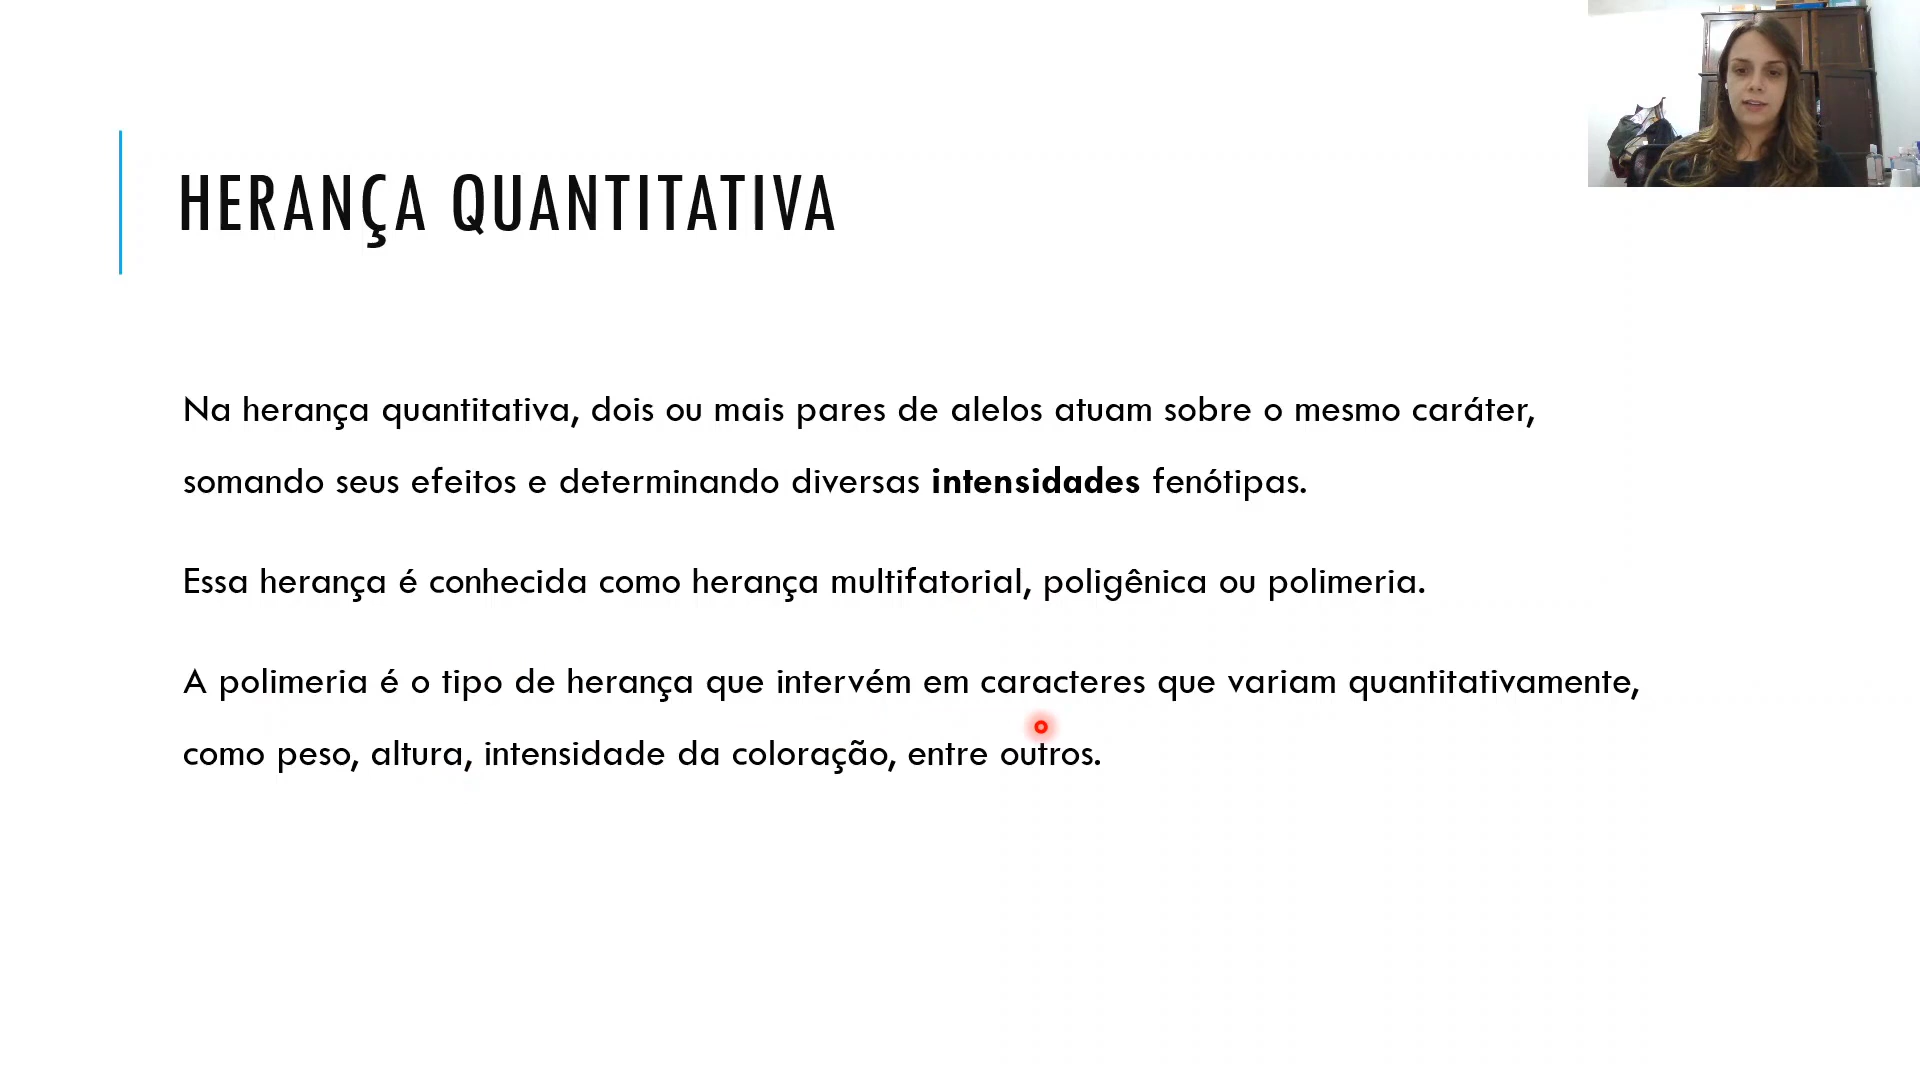 HERANÇA QUANTITATIVA
Na herança quantitativa, dois ou mais pares de alelos atuam sobre o mesmo caráter,
somando seus efeitos e determinando diversas intensidades fenótipas.
Essa herança é conhecida como herança multifatorial, poligênica ou polimeria.
A polimeria é o tipo de herança que intervém em caracteres que variam quantitativamente,
como peso, altura, intensidade da coloração, entre outros.